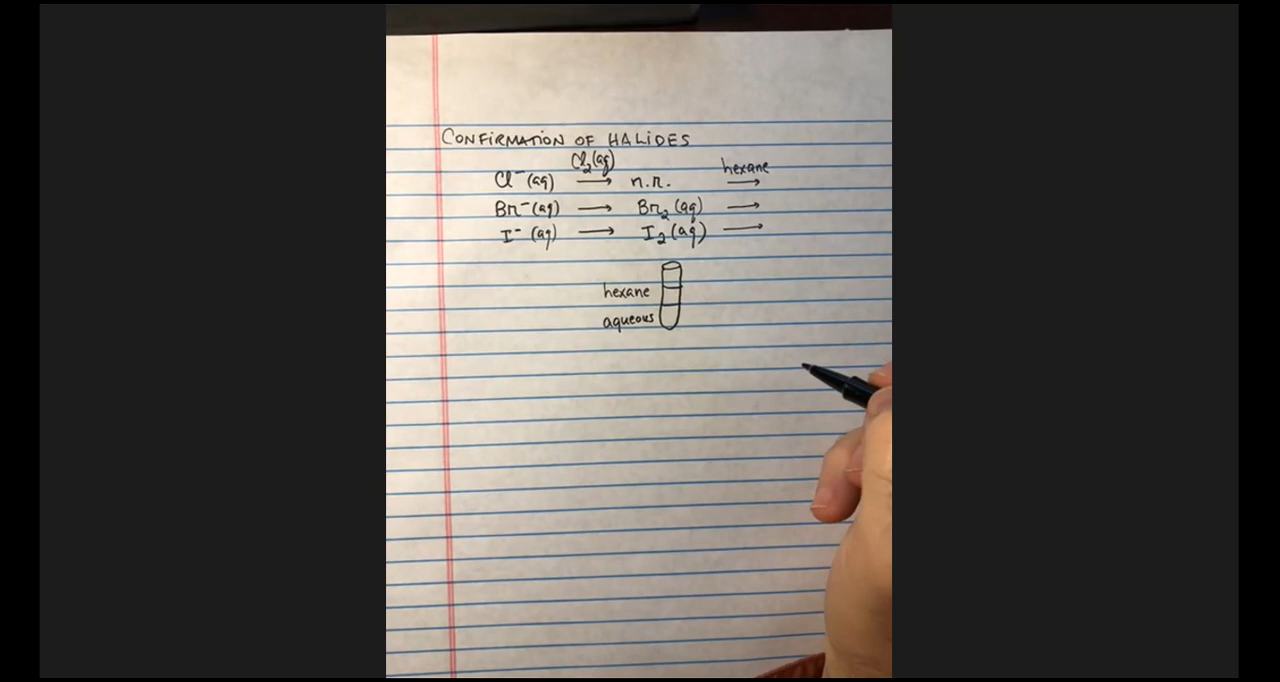 CONFIRMATION OF HALIDES
Cl₂(aq) hexane
Cl⁻(aq) → n.r. →
Br⁻(aq) → Br₂(aq) →
I⁻(aq) → I₂(aq) →
hexane
aqueous